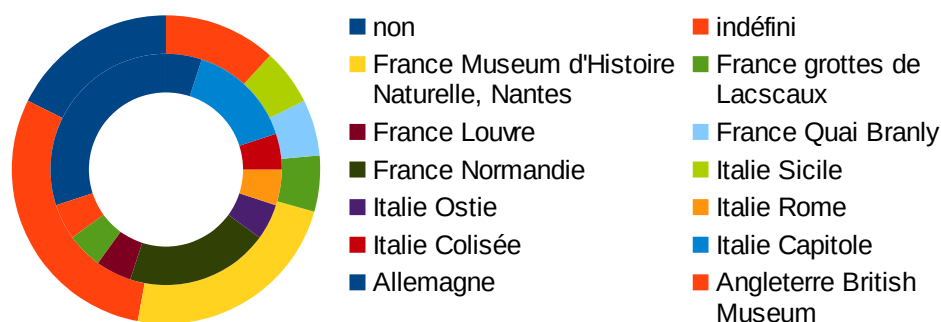 non
indéfini
France Museum d'Histoire
Naturelle, Nantes
France grottes de
Lacscaux
France Louvre
France Quai Branly
France Normandie
Italie Sicile
Italie Ostie
Italie Rome
Italie Colisée
Italie Capitole
Allemagne
Angleterre British
Museum